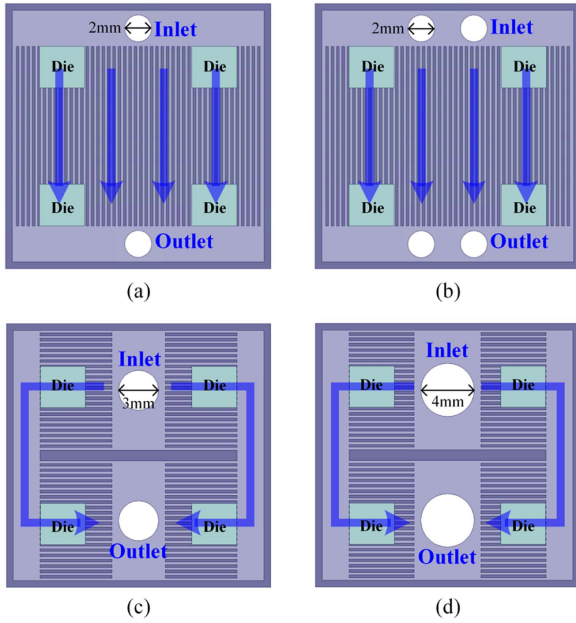 2mm Inlet
Die Die
Die Die
Outlet
(a)
2mm Inlet
Die Die
Die Die
Outlet
(b)
Inlet
Die Die
3mm
Die Die
Outlet
(c)
Inlet
Die Die
4mm
Die Die
Outlet
(d)